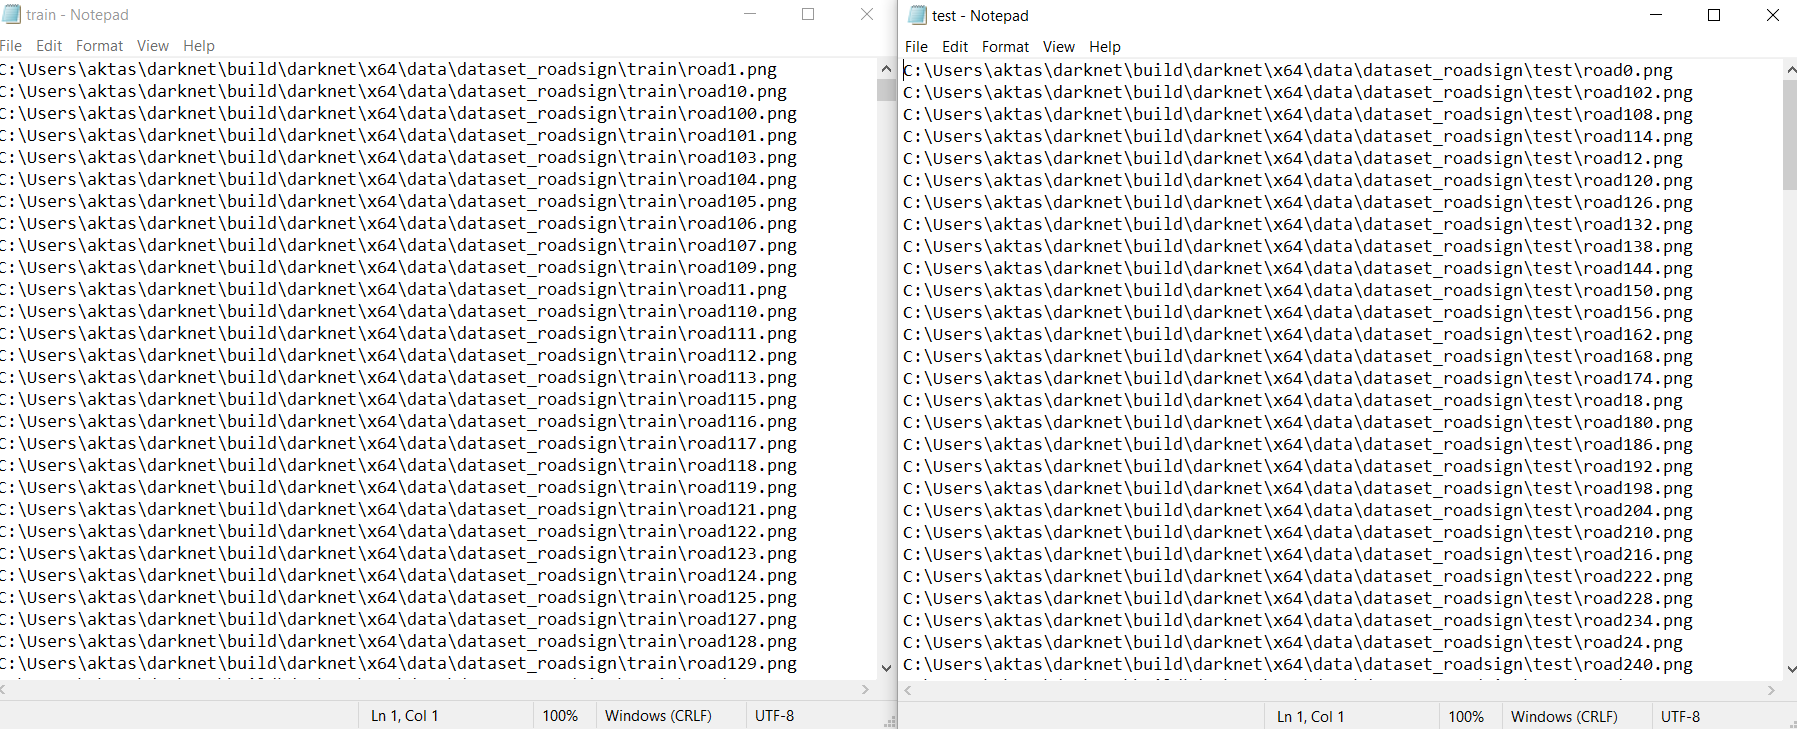 train - Notepad
File Edit Format View Help
C:\Users\aktas\darknet\build\darknet\x64\data\dataset_roadsign\train\road1.png
C:\Users\aktas\darknet\build\darknet\x64\data\dataset_roadsign\train\road10.png
C:\Users\aktas\darknet\build\darknet\x64\data\dataset_roadsign\train\road100.png
C:\Users\aktas\darknet\build\darknet\x64\data\dataset_roadsign\train\road101.png
C:\Users\aktas\darknet\build\darknet\x64\data\dataset_roadsign\train\road103.png
C:\Users\aktas\darknet\build\darknet\x64\data\dataset_roadsign\train\road104.png
C:\Users\aktas\darknet\build\darknet\x64\data\dataset_roadsign\train\road105.png
C:\Users\aktas\darknet\build\darknet\x64\data\dataset_roadsign\train\road106.png
C:\Users\aktas\darknet\build\darknet\x64\data\dataset_roadsign\train\road107.png
C:\Users\aktas\darknet\build\darknet\x64\data\dataset_roadsign\train\road109.png
C:\Users\aktas\darknet\build\darknet\x64\data\dataset_roadsign\train\road11.png
C:\Users\aktas\darknet\build\darknet\x64\data\dataset_roadsign\train\road110.png
C:\Users\aktas\darknet\build\darknet\x64\data\dataset_roadsign\train\road111.png
C:\Users\aktas\darknet\build\darknet\x64\data\dataset_roadsign\train\road112.png
C:\Users\aktas\darknet\build\darknet\x64\data\dataset_roadsign\train\road113.png
C:\Users\aktas\darknet\build\darknet\x64\data\dataset_roadsign\train\road115.png
C:\Users\aktas\darknet\build\darknet\x64\data\dataset_roadsign\train\road116.png
C:\Users\aktas\darknet\build\darknet\x64\data\dataset_roadsign\train\road117.png
C:\Users\aktas\darknet\build\darknet\x64\data\dataset_roadsign\train\road118.png
C:\Users\aktas\darknet\build\darknet\x64\data\dataset_roadsign\train\road119.png
C:\Users\aktas\darknet\build\darknet\x64\data\dataset_roadsign\train\road121.png
C:\Users\aktas\darknet\build\darknet\x64\data\dataset_roadsign\train\road122.png
C:\Users\aktas\darknet\build\darknet\x64\data\dataset_roadsign\train\road123.png
C:\Users\aktas\darknet\build\darknet\x64\data\dataset_roadsign\train\road124.png
C:\Users\aktas\darknet\build\darknet\x64\data\dataset_roadsign\train\road125.png
C:\Users\aktas\darknet\build\darknet\x64\data\dataset_roadsign\train\road127.png
C:\Users\aktas\darknet\build\darknet\x64\data\dataset_roadsign\train\road128.png
C:\Users\aktas\darknet\build\darknet\x64\data\dataset_roadsign\train\road129.png
Ln 1, Col 1 100% Windows (CRLF) UTF-8
test - Notepad
File Edit Format View Help
C:\Users\aktas\darknet\build\darknet\x64\data\dataset_roadsign\test\road0.png
C:\Users\aktas\darknet\build\darknet\x64\data\dataset_roadsign\test\road102.png
C:\Users\aktas\darknet\build\darknet\x64\data\dataset_roadsign\test\road108.png
C:\Users\aktas\darknet\build\darknet\x64\data\dataset_roadsign\test\road114.png
C:\Users\aktas\darknet\build\darknet\x64\data\dataset_roadsign\test\road12.png
C:\Users\aktas\darknet\build\darknet\x64\data\dataset_roadsign\test\road120.png
C:\Users\aktas\darknet\build\darknet\x64\data\dataset_roadsign\test\road126.png
C:\Users\aktas\darknet\build\darknet\x64\data\dataset_roadsign\test\road132.png
C:\Users\aktas\darknet\build\darknet\x64\data\dataset_roadsign\test\road138.png
C:\Users\aktas\darknet\build\darknet\x64\data\dataset_roadsign\test\road144.png
C:\Users\aktas\darknet\build\darknet\x64\data\dataset_roadsign\test\road150.png
C:\Users\aktas\darknet\build\darknet\x64\data\dataset_roadsign\test\road156.png
C:\Users\aktas\darknet\build\darknet\x64\data\dataset_roadsign\test\road162.png
C:\Users\aktas\darknet\build\darknet\x64\data\dataset_roadsign\test\road168.png
C:\Users\aktas\darknet\build\darknet\x64\data\dataset_roadsign\test\road174.png
C:\Users\aktas\darknet\build\darknet\x64\data\dataset_roadsign\test\road18.png
C:\Users\aktas\darknet\build\darknet\x64\data\dataset_roadsign\test\road180.png
C:\Users\aktas\darknet\build\darknet\x64\data\dataset_roadsign\test\road186.png
C:\Users\aktas\darknet\build\darknet\x64\data\dataset_roadsign\test\road192.png
C:\Users\aktas\darknet\build\darknet\x64\data\dataset_roadsign\test\road198.png
C:\Users\aktas\darknet\build\darknet\x64\data\dataset_roadsign\test\road204.png
C:\Users\aktas\darknet\build\darknet\x64\data\dataset_roadsign\test\road210.png
C:\Users\aktas\darknet\build\darknet\x64\data\dataset_roadsign\test\road216.png
C:\Users\aktas\darknet\build\darknet\x64\data\dataset_roadsign\test\road222.png
C:\Users\aktas\darknet\build\darknet\x64\data\dataset_roadsign\test\road228.png
C:\Users\aktas\darknet\build\darknet\x64\data\dataset_roadsign\test\road234.png
C:\Users\aktas\darknet\build\darknet\x64\data\dataset_roadsign\test\road24.png
C:\Users\aktas\darknet\build\darknet\x64\data\dataset_roadsign\test\road240.png
Ln 1, Col 1 100% Windows (CRLF) UTF-8